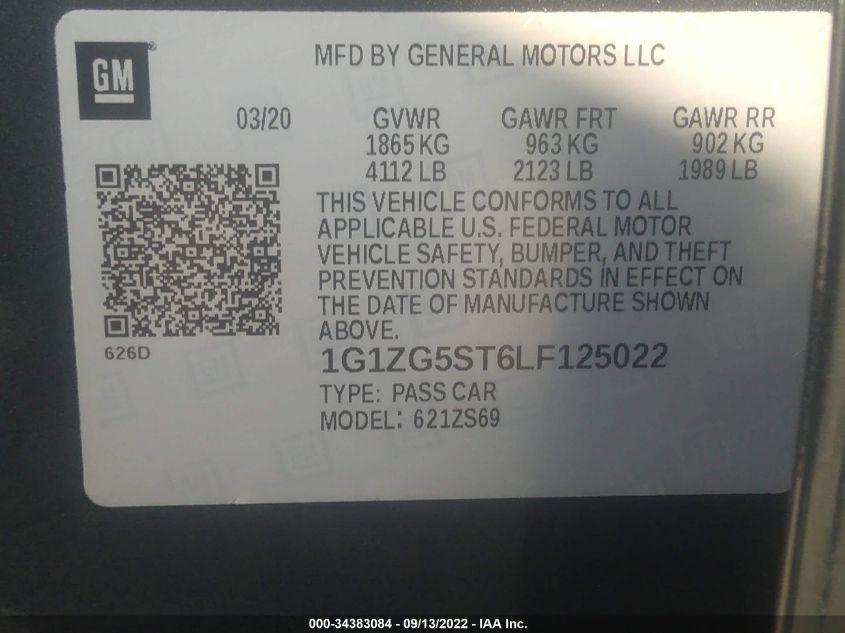 GM®
MFD BY GENERAL MOTORS LLC
03/20 GVWR GAWR FRT GAWR RR
1865 KG 963 KG 902 KG
4112 LB 2123 LB 1989 LB
THIS VEHICLE CONFORMS TO ALL
APPLICABLE U.S. FEDERAL MOTOR
VEHICLE SAFETY, BUMPER, AND THEFT
PREVENTION STANDARDS IN EFFECT ON
THE DATE OF MANUFACTURE SHOWN
ABOVE.
626D
1G1ZG5ST6LF125022
TYPE: PASS CAR
MODEL: 621ZS69
000-34383084 - 09/13/2022 - IAA Inc.